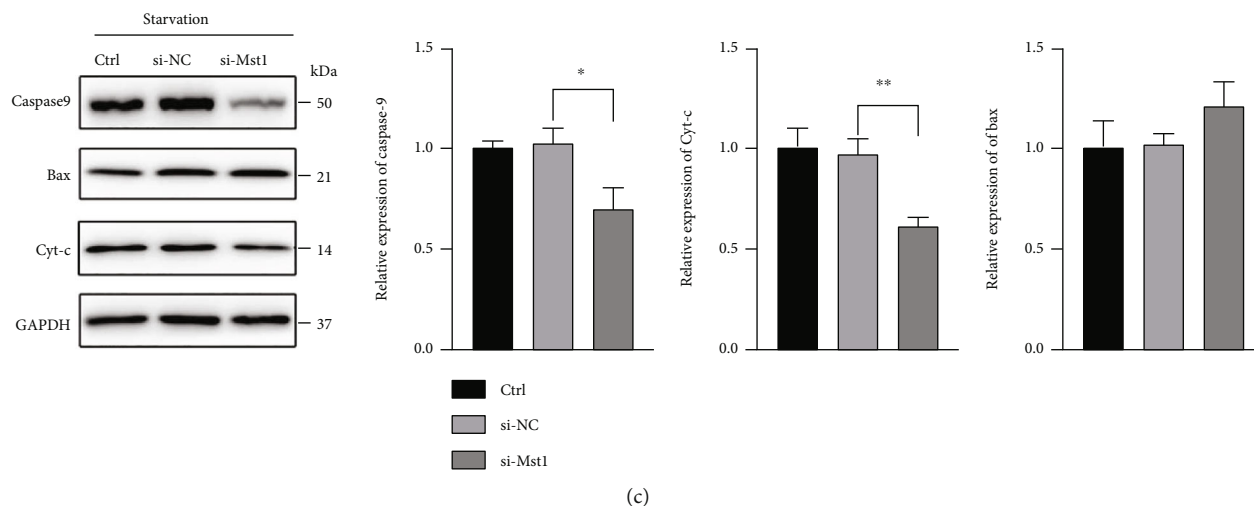 Starvation
Ctrl si-NC si-Mst1
kDa
Caspase9 50
Bax 21
Cyt-c 14
GAPDH 37
Relative expression of caspase-9
1.5
1.0
0.5
0.0
*
Relative expression of Cyt-c
1.5
1.0
0.5
0.0
**
Relative expression of of bax
1.5
1.0
0.5
0.0
Ctrl
si-NC
si-Mst1
(c)